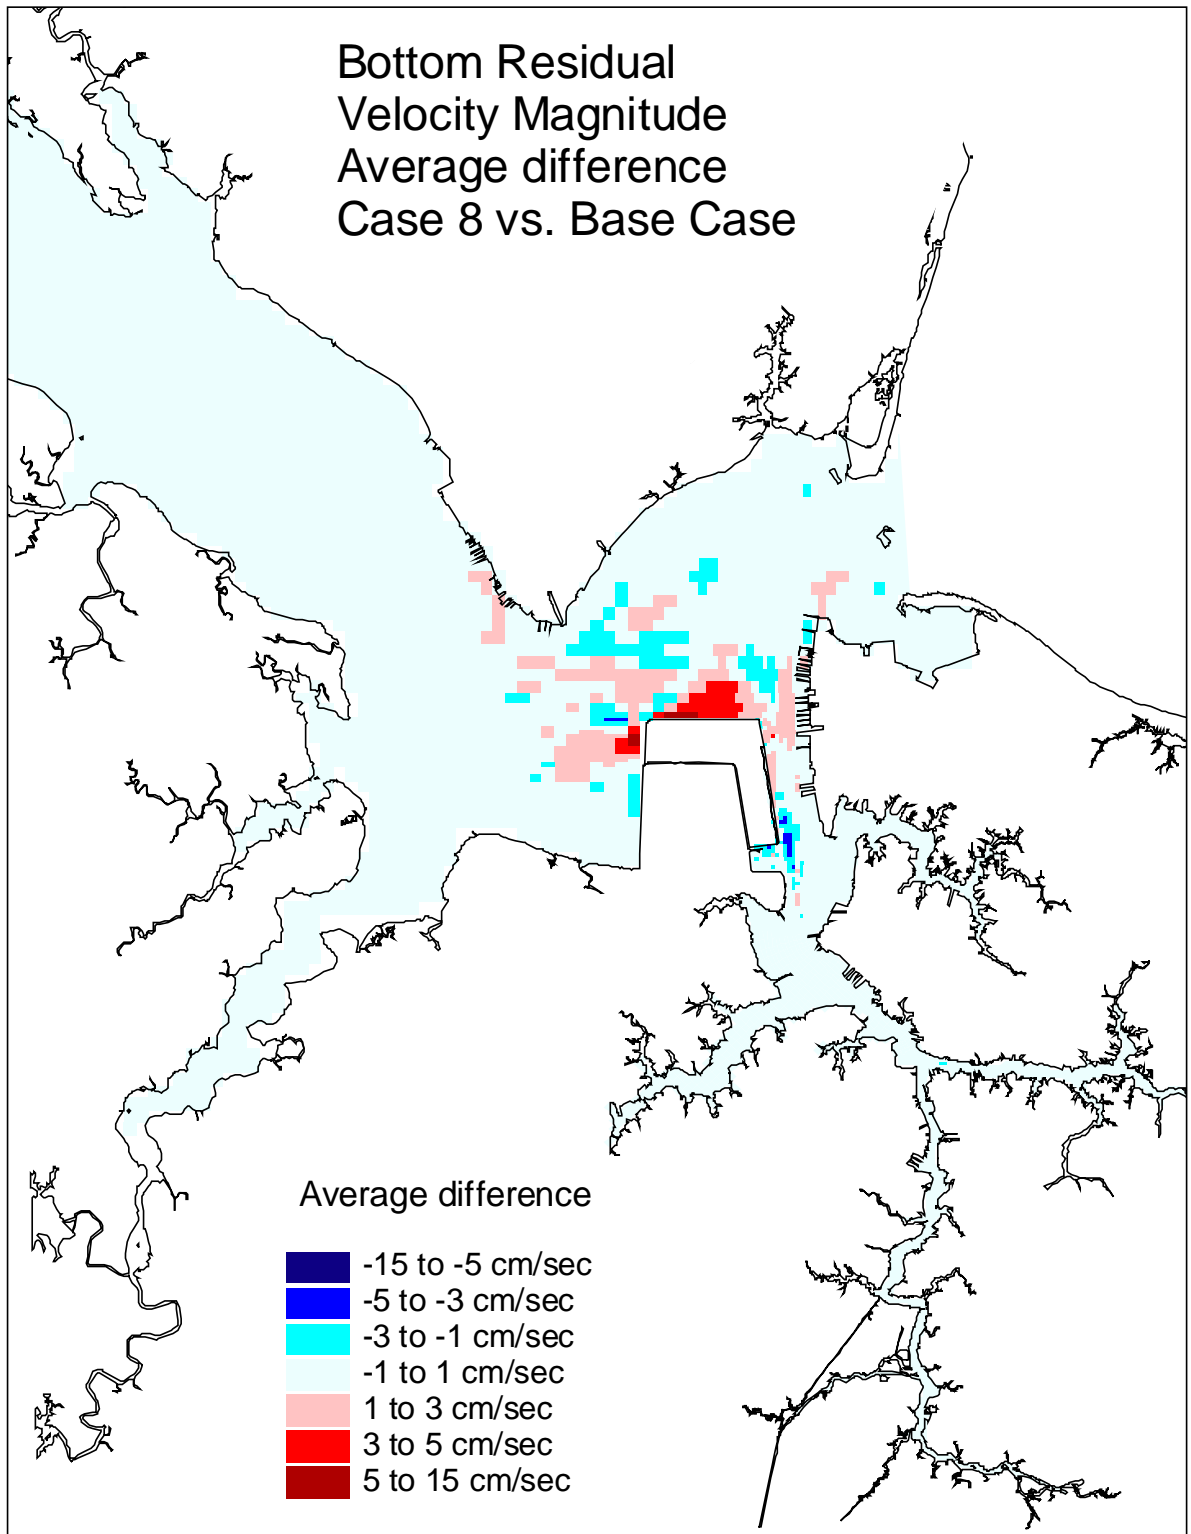 Bottom Residual
Velocity Magnitude
Average difference
Case 8 vs. Base Case
Average difference
-15 to -5 cm/sec
-5 to -3 cm/sec
-3 to -1 cm/sec
-1 to 1 cm/sec
1 to 3 cm/sec
3 to 5 cm/sec
5 to 15 cm/sec